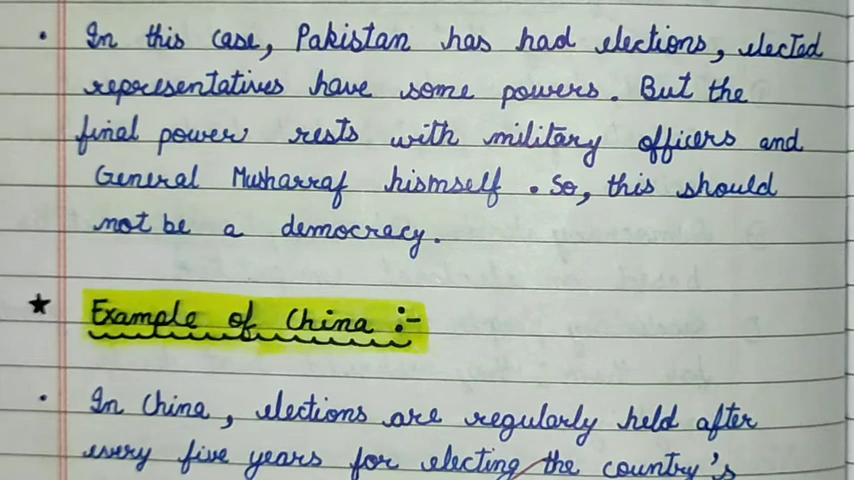 • In this case, Pakistan has had elections, elected
representatives have some powers. But the
final power rests with military officers and
General Musharraf hismself. So, this should
not be a democracy.
★ Example of China :-
• In China, elections are regularly held after
every five years for electing the country's